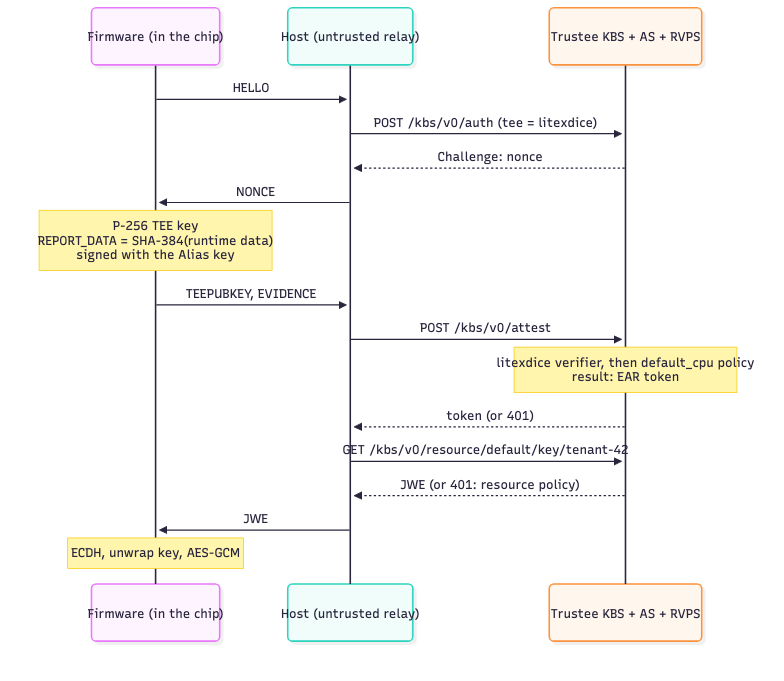 Firmware (in the chip)
Host (untrusted relay)
Trustee KBS + AS + RVPS
HELLO
POST /kbs/v0/auth (tee = litexdice)
Challenge: nonce
NONCE
P-256 TEE key
REPORT_DATA = SHA-384(runtime data)
signed with the Alias key
TEEPUBKEY, EVIDENCE
POST /kbs/v0/attest
litexdice verifier, then default_cpu policy
result: EAR token
token (or 401)
GET /kbs/v0/resource/default/key/tenant-42
JWE (or 401: resource policy)
JWE
ECDH, unwrap key, AES-GCM
Firmware (in the chip)
Host (untrusted relay)
Trustee KBS + AS + RVPS